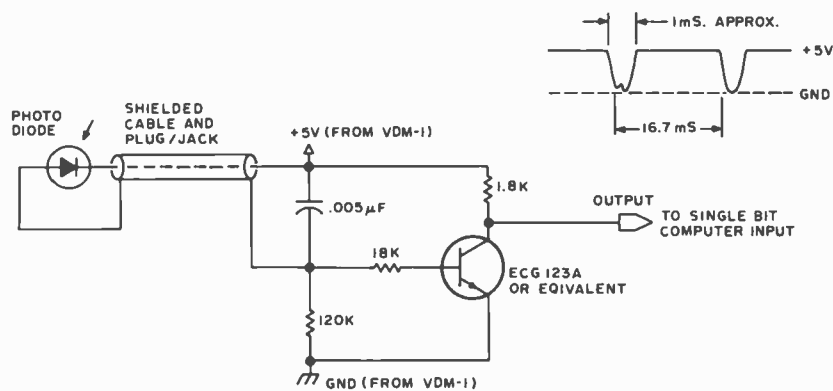 1mS. APPROX.
+5V
GND
16.7 mS
PHOTO
DIODE
SHIELDED
CABLE AND
PLUG/JACK
+5V (FROM VDM-1)
.005µF
1.8K
OUTPUT
TO SINGLE BIT
COMPUTER INPUT
18K
ECG 123A
OR EQIVALENT
120K
GND (FROM VDM-1)